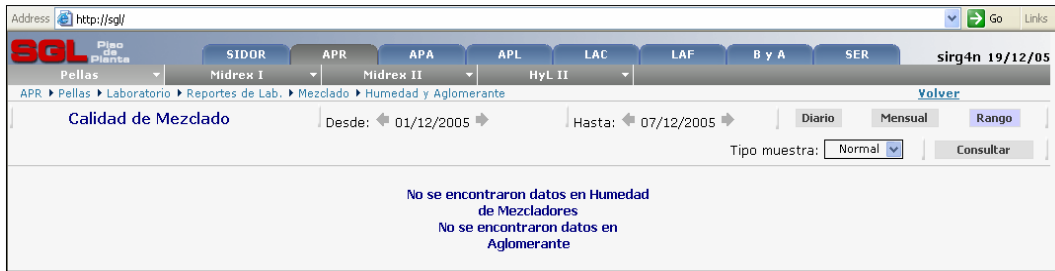 Address http://sgl/ Go Links
SGL Piso de Planta SIDOR APR APA APL LAC LAF B y A SER sirg4n 19/12/05
Pellas Midrex I Midrex II HyL II
APR Pellas Laboratorio Reportes de Lab. Mezclado Humedad y Aglomerante Volver
Calidad de Mezclado Desde: 01/12/2005 Hasta: 07/12/2005 Diario Mensual Rango
Tipo muestra: Normal Consultar
No se encontraron datos en Humedad
de Mezcladores
No se encontraron datos en
Aglomerante